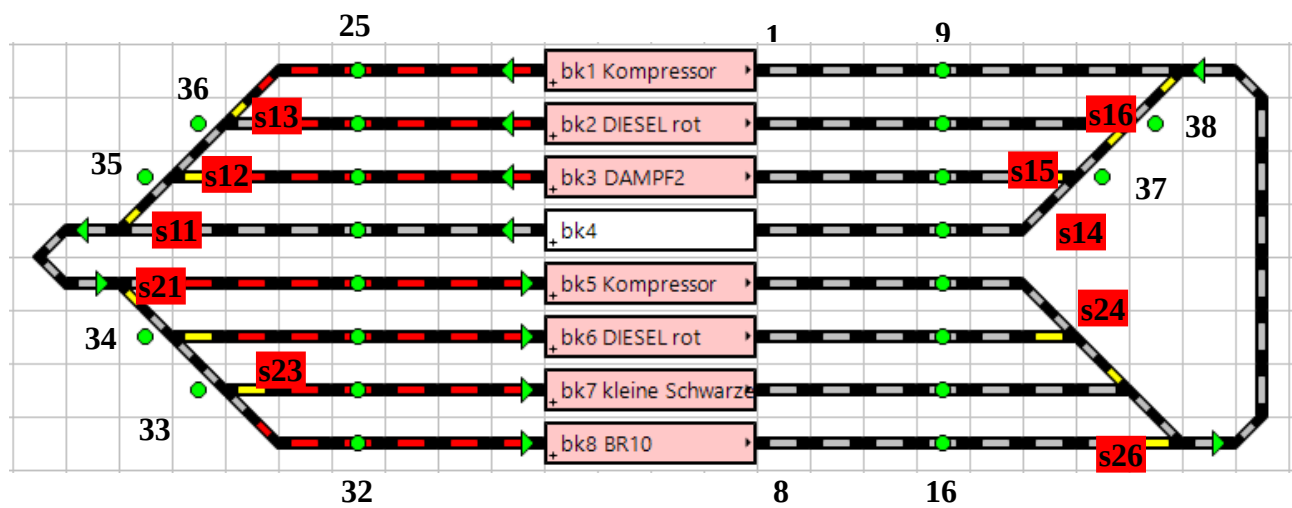 25
1
9
bk1 Kompressor
36
s13
bk2 DIESEL rot
s16
38
35
s12
bk3 DAMPF2
s15
37
s11
bk4
s14
s21
bk5 Kompressor
s24
34
bk6 DIESEL rot
s23
bk7 kleine Schwarze
33
bk8 BR10
s26
32
8
16